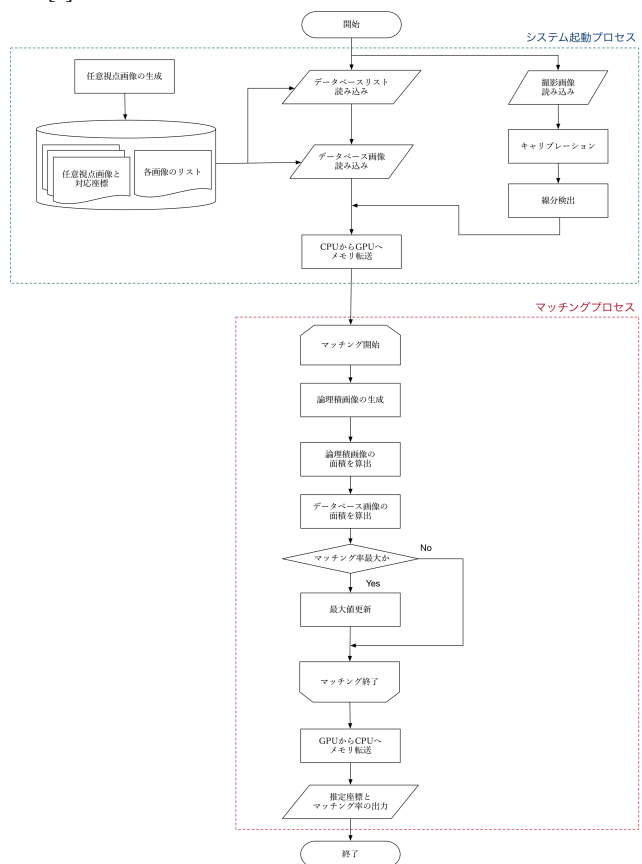 開始
システム起動プロセス
任意視点画像の生成
データベースリスト
読み込み
撮影画像
読み込み
任意視点画像と
対応座標
各画像のリスト
データベース画像
読み込み
キャリブレーション
線分検出
CPUからGPUへ
メモリ転送
マッチングプロセス
マッチング開始
論理積画像の生成
論理積画像の
面積を算出
データベース画像の
面積を算出
マッチング率最大か
No
Yes
最大値更新
マッチング終了
GPUからCPUへ
メモリ転送
推定座標と
マッチング率の出力
終了